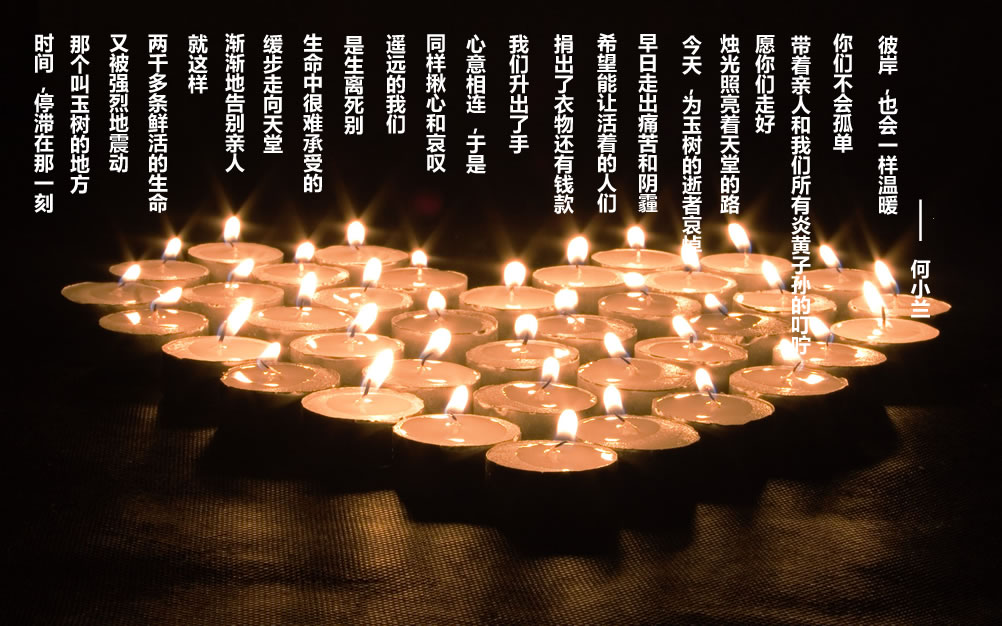 时间，停滞在那一刻
那个叫玉树的地方
又被强烈地震动
两千多条鲜活的生命
就这样
渐渐地告别亲人
缓步走向天堂
生命中很难承受的
是生离死别
遥远的我们
同样揪心和哀叹
心意相连，于是
我们升出了手
捐出了衣物还有钱款
希望能让活着的人们
早日走出痛苦和阴霾
今天，为玉树的逝者哀悼
烛光照亮着天堂的路
愿你们走好
带着亲人和我们所有炎黄子孙的叮咛
你们不会孤单
彼岸，也会一样温暖
—— 何小兰